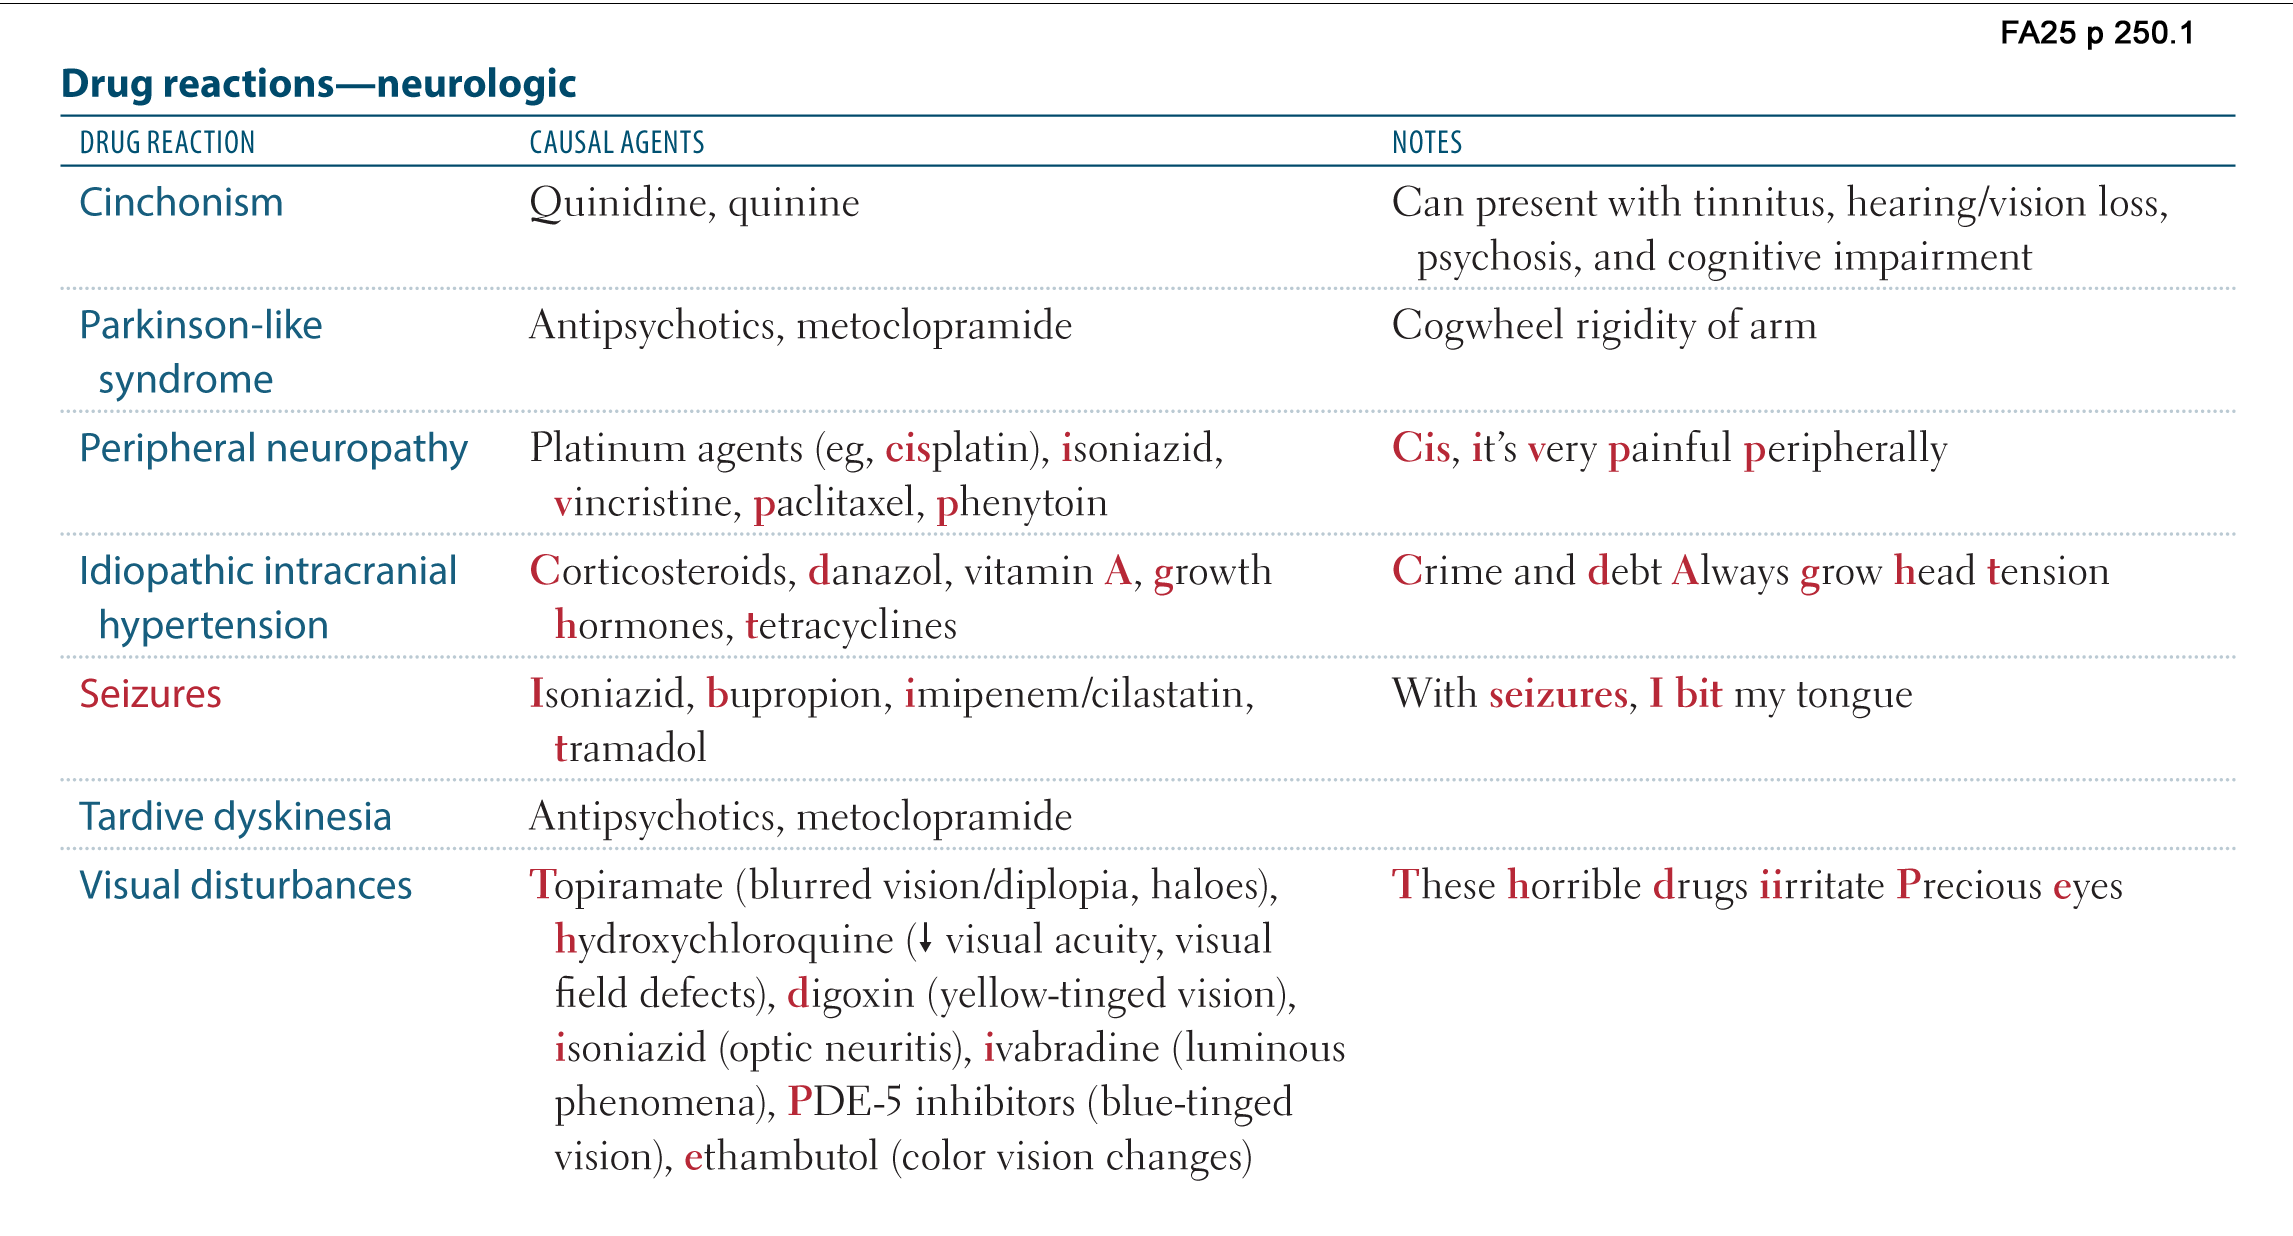 FA25 p 250.1
Drug reactions—neurologic
DRUG REACTION CAUSAL AGENTS NOTES
Cinchonism Quinidine, quinine Can present with tinnitus, hearing/vision loss,
psychosis, and cognitive impairment
Parkinson-like Antipsychotics, metoclopramide Cogwheel rigidity of arm
syndrome
Peripheral neuropathy Platinum agents (eg, cisplatin), isoniazid, Cis, it's very painful peripherally
vincristine, paclitaxel, phenytoin
Idiopathic intracranial Corticosteroids, danazol, vitamin A, growth Crime and debt Always grow head tension
hypertension hormones, tetracyclines
Seizures Isoniazid, bupropion, imipenem/cilastatin, With seizures, I bit my tongue
tramadol
Tardive dyskinesia Antipsychotics, metoclopramide
Visual disturbances Topiramate (blurred vision/diplopia, haloes), These horrible drugs iirritate Precious eyes
hydroxychloroquine (↓ visual acuity, visual
field defects), digoxin (yellow-tinged vision),
isoniazid (optic neuritis), ivabradine (luminous
phenomena), PDE-5 inhibitors (blue-tinged
vision), ethambutol (color vision changes)